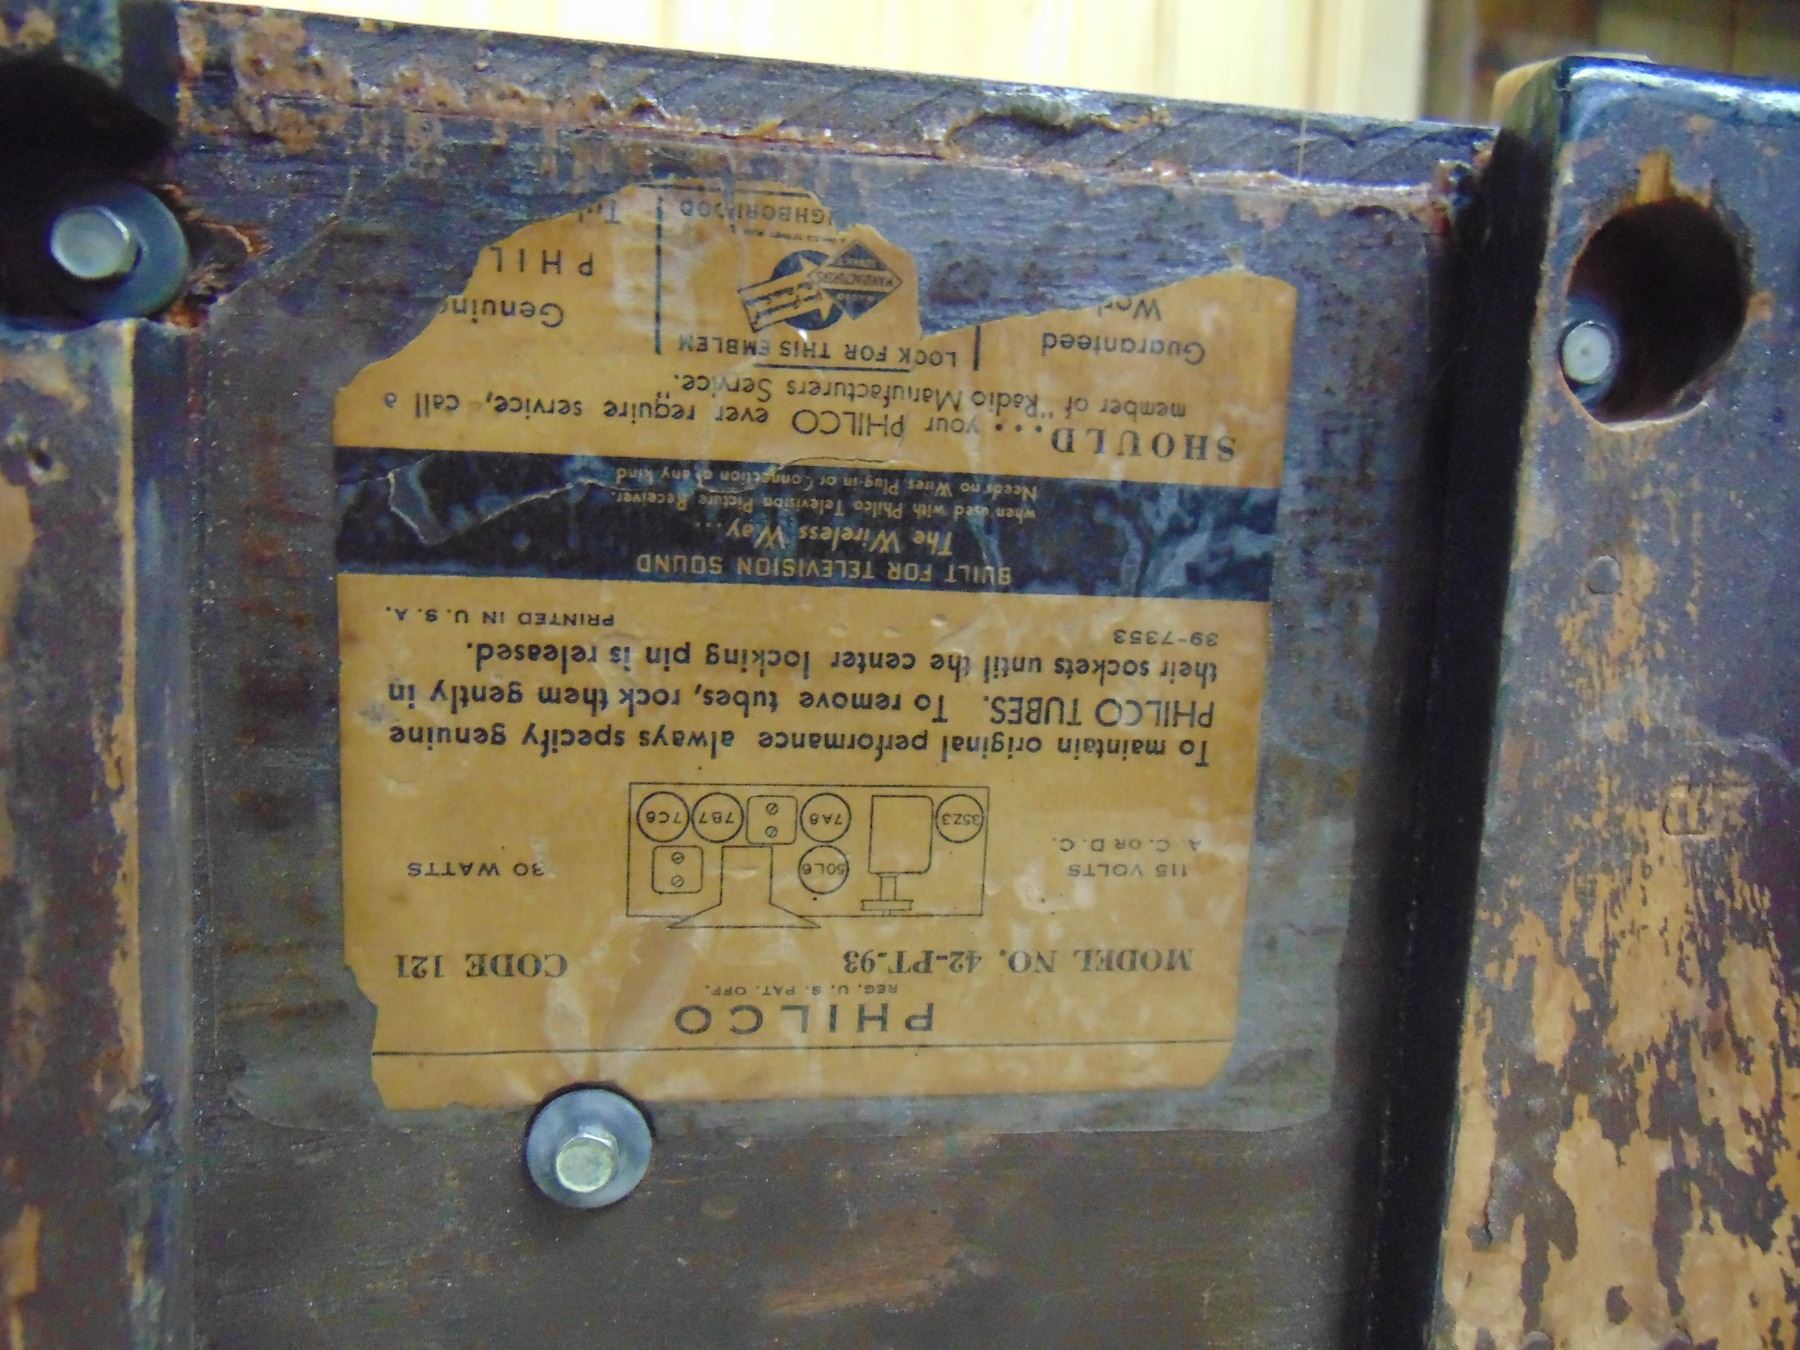 PHILCO
REG. U. S. PAT. OFF.
MODEL NO. 42-PT-93 CODE 121
115 VOLTS
A. C. OR D. C.
30 WATTS
50L6
35Z3 7A8 7B7 7C6
To maintain original performance always specify genuine
PHILCO TUBES. To remove tubes, rock them gently in
their sockets until the center locking pin is released.
39-7353 PRINTED IN U. S. A.
BUILT FOR TELEVISION SOUND
The Wireless Way...
when used with Philco Television Picture Receiver.
Needs no Wires, Plug-in or Connection of any kind
SHOULD... your PHILCO ever require service, call a
member of "Radio Manufacturers Service."
Guaranteed
LOOK FOR THIS EMBLEM
Genuin
RADIO
MANUFACTURERS
SERVICE
PHIL